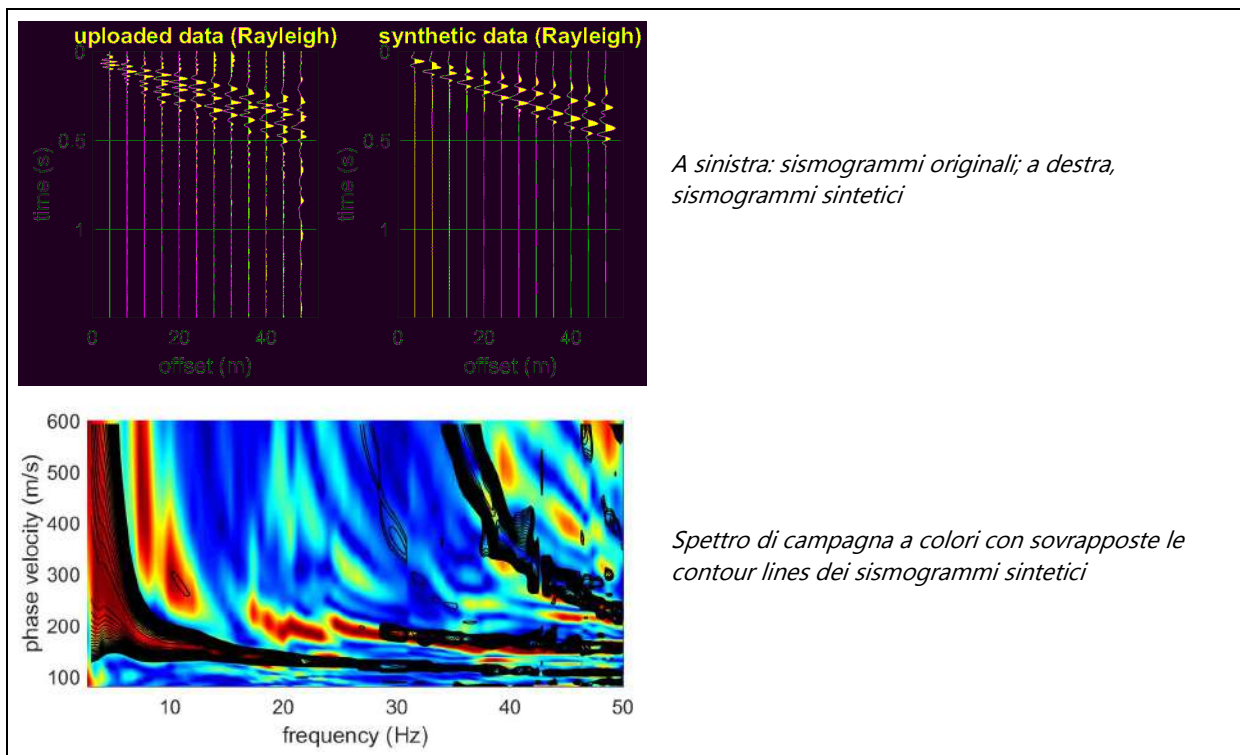 uploaded data (Rayleigh)
synthetic data (Rayleigh)
0
0.5
1
time (s)
0
20
40
offset (m)
0
0.5
1
time (s)
0
20
40
offset (m)
A sinistra: sismogrammi originali; a destra,
sismogrammi sintetici
600
500
400
300
200
100
phase velocity (m/s)
10
20
30
40
50
frequency (Hz)
Spettro di campagna a colori con sovrapposte le
contour lines dei sismogrammi sintetici